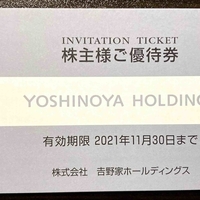 INVITATION TICKET
株主様ご優待券
YOSHINOYA HOLDING
有効期限 2021年11月30日まで
株式会社 吉野家ホールディングス